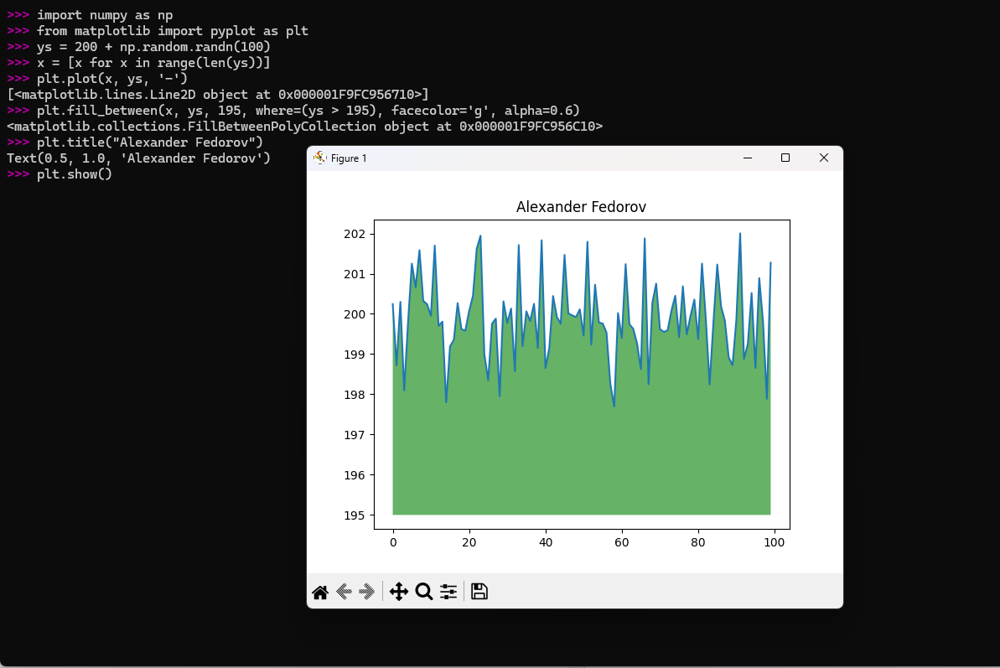 >>> import numpy as np
>>> from matplotlib import pyplot as plt
>>> ys = 200 + np.random.randn(100)
>>> x = [x for x in range(len(ys))]
>>> plt.plot(x, ys, '-')
[<matplotlib.lines.Line2D object at 0x000001F9FC956710>]
>>> plt.fill_between(x, ys, 195, where=(ys > 195), facecolor='g', alpha=0.6)
<matplotlib.collections.FillBetweenPolyCollection object at 0x000001F9FC956C10>
>>> plt.title("Alexander Fedorov")
Text(0.5, 1.0, 'Alexander Fedorov')
>>> plt.show()
Figure 1
Alexander Fedorov
202
201
200
199
198
197
196
195
0 20 40 60 80 100